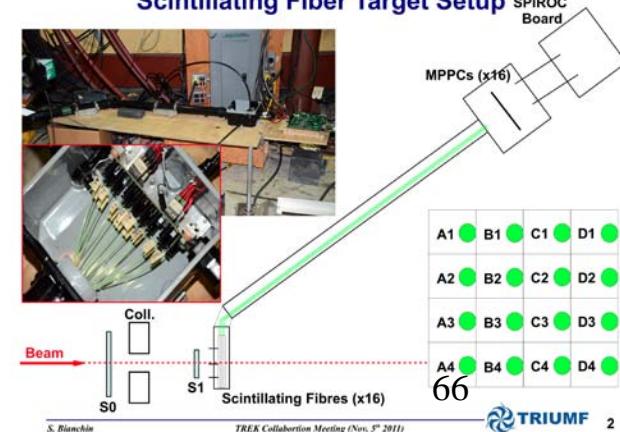 Scintillating Fiber Target Setup
SPIROC
Board
MPPCs (x16)
A1 B1 C1 D1
A2 B2 C2 D2
A3 B3 C3 D3
A4 B4 C4 D4
Coll.
Beam
S1
S0
Scintillating Fibres (x16)
66
S. Bianchin
TREK Collabortion Meeting (Nov. 5th 2011)
TRIUMF
2